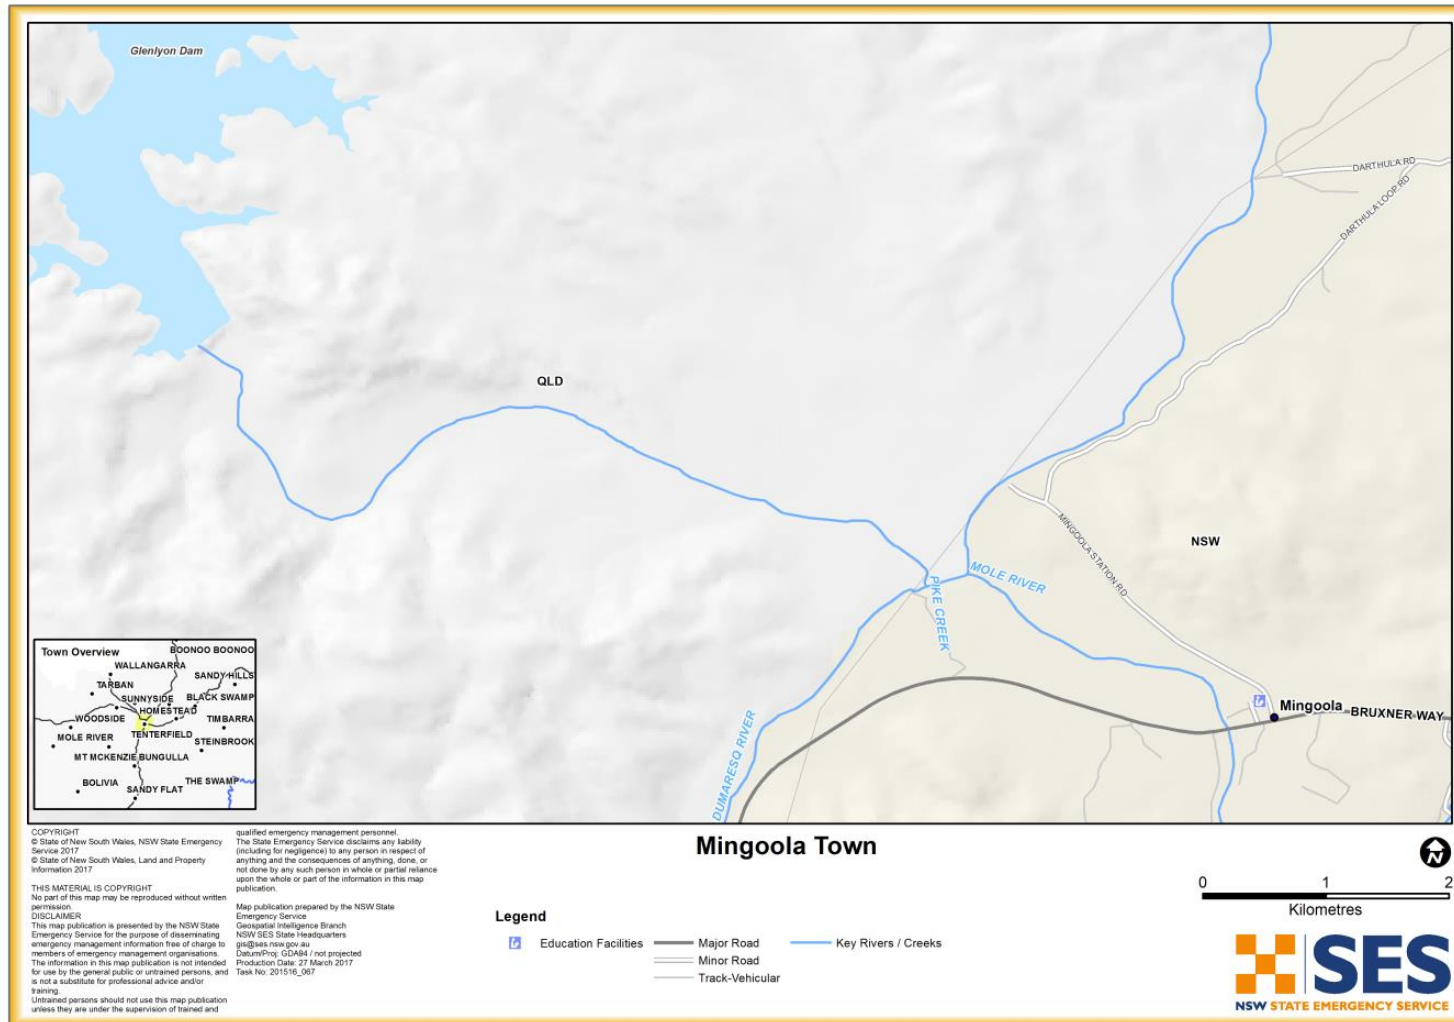 Glenlyon Dam
DARTHULA RD
DARTHULA LOOP RD
QLD
NSW
MINGOOLA STATION RD
MOLE RIVER
PIKE CREEK
Mingoola
BRUXNER WAY
DUMARESQ RIVER
Town Overview
BOONOO BOONOO
WALLANGARRA
SANDY HILLS
TARBAN
SUNNYSIDE
BLACK SWAMP
HOMESTEAD
WOODSIDE
TIMBARRA
TENTERFIELD
MOLE RIVER
STEINBROOK
MT MCKENZIE
BUNGULLA
BOLIVIA
THE SWAMP
SANDY FLAT
COPYRIGHT
© State of New South Wales, NSW State Emergency
Service 2017
© State of New South Wales, Land and Property
Information 2017
THIS MATERIAL IS COPYRIGHT
No part of this map may be reproduced without written
permission.
DISCLAIMER
This map publication is presented by the NSW State
Emergency Service for the purpose of disseminating
emergency management information free of charge to
members of emergency management organisations.
The information in this map publication is not intended
for use by the general public or untrained persons, and
is not a substitute for professional advice and/or
training.
Untrained persons should not use this map publication
unless they are under the supervision of trained and
qualified emergency management personnel.
The State Emergency Service disclaims any liability
(including for negligence) to any person in respect of
anything and the consequences of anything, done, or
not done by any such person in whole or partial reliance
upon the whole or part of the information in this map
publication.
Map publication prepared by the NSW State
Emergency Service
Geospatial Intelligence Branch
NSW SES State Headquarters
gis@ses.nsw.gov.au
Datum/Proj: GDA94 / not projected
Production Date: 27 March 2017
Task No: 201516_067
Mingoola Town
Legend
Education Facilities
Major Road
Minor Road
Track-Vehicular
Key Rivers / Creeks
N
0 1 2
Kilometres
SES
NSW STATE EMERGENCY SERVICE